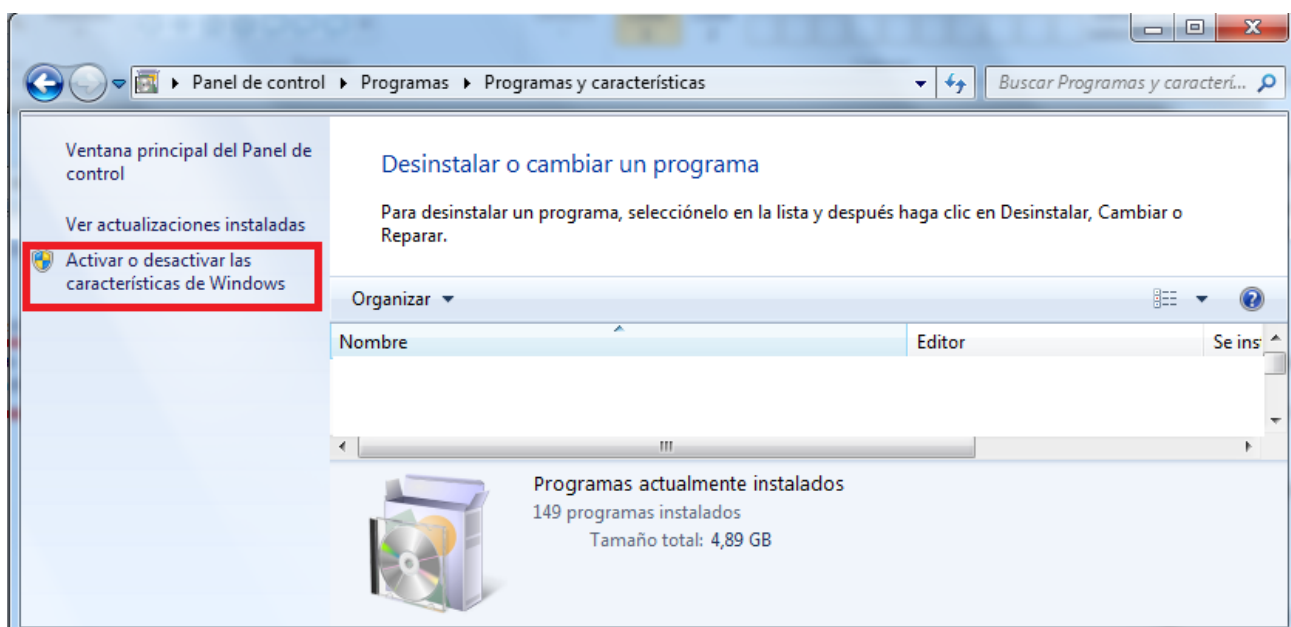 Panel de control ▸ Programas ▸ Programas y características
Buscar Programas y caracterí...
Ventana principal del Panel de
control
Ver actualizaciones instaladas
Activar o desactivar las
características de Windows
Desinstalar o cambiar un programa
Para desinstalar un programa, selecciónelo en la lista y después haga clic en Desinstalar, Cambiar o
Reparar.
Organizar
Nombre
Editor
Se ins
Programas actualmente instalados
149 programas instalados
Tamaño total: 4,89 GB